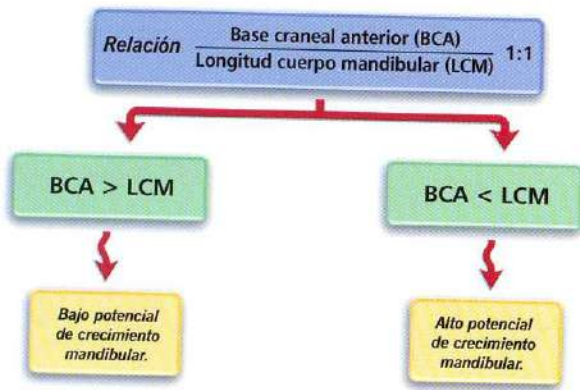 Relación Base craneal anterior (BCA) 1:1
Longitud cuerpo mandibular (LCM)
BCA > LCM
BCA < LCM
Bajo potencial
de crecimiento
mandibular.
Alto potencial
de crecimiento
mandibular.